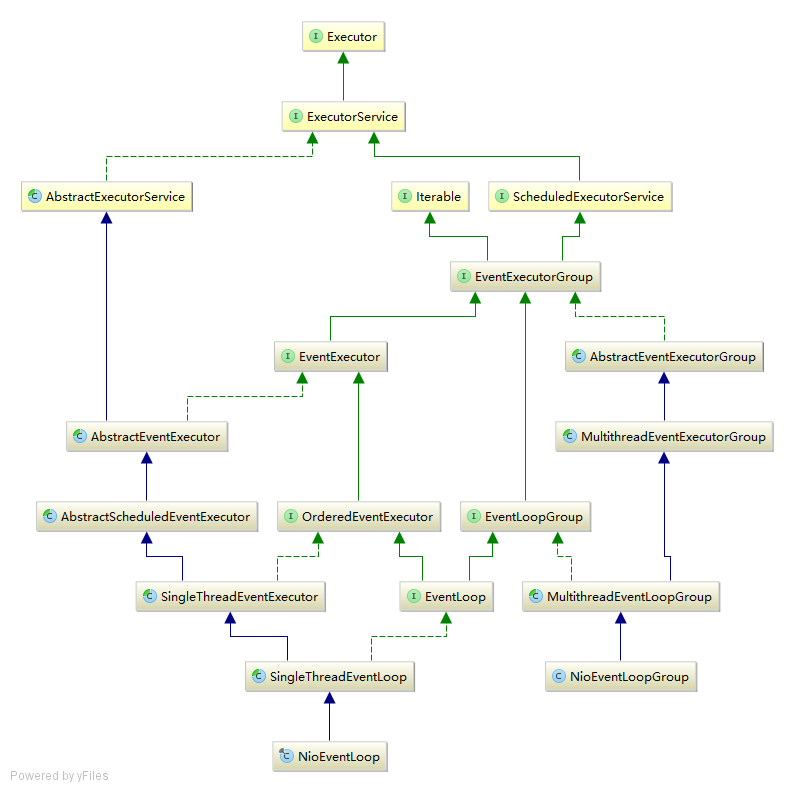 I Executor
I ExecutorService
C AbstractExecutorService
I Iterable
I ScheduledExecutorService
I EventExecutorGroup
I EventExecutor
C AbstractEventExecutorGroup
C AbstractEventExecutor
C MultithreadEventExecutorGroup
C AbstractScheduledEventExecutor
I OrderedEventExecutor
I EventLoopGroup
C SingleThreadEventExecutor
I EventLoop
C MultithreadEventLoopGroup
C SingleThreadEventLoop
C NioEventLoopGroup
C NioEventLoop
Powered by yFiles